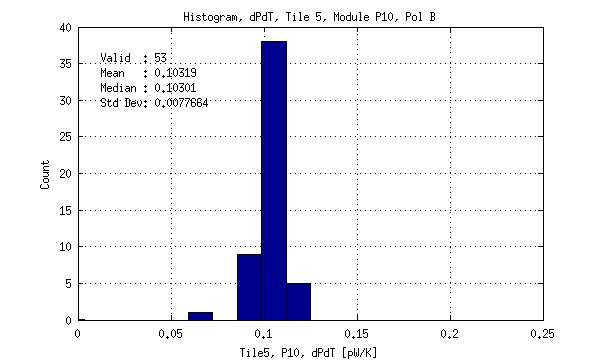 Histogram, dPdT, Tile 5, Module P10, Pol B
40
35
30
25
20
15
10
5
0
Valid : 53
Mean : 0.10319
Median : 0.10301
Std Dev: 0.0077664
Count
0 0.05 0.1 0.15 0.2 0.25
Tile5, P10, dPdT [pW/K]